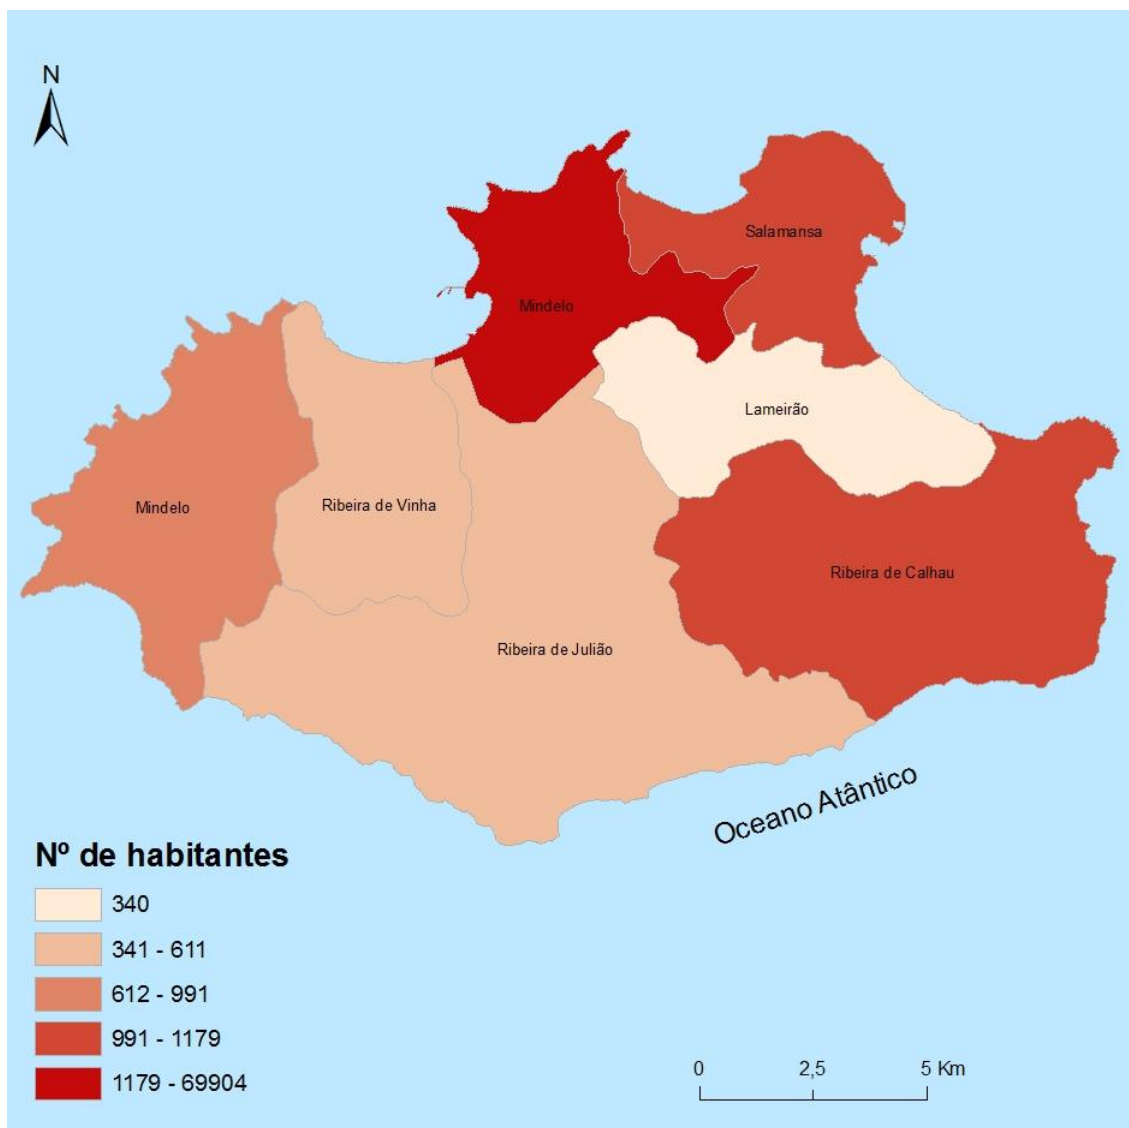 N
Salamansa
Mindelo
Lameirão
Mindelo
Ribeira de Vinha
Ribeira de Calhau
Ribeira de Julião
Oceano Atântico
Nº de habitantes
340
341 - 611
612 - 991
991 - 1179
1179 - 69904
0 2,5 5 Km